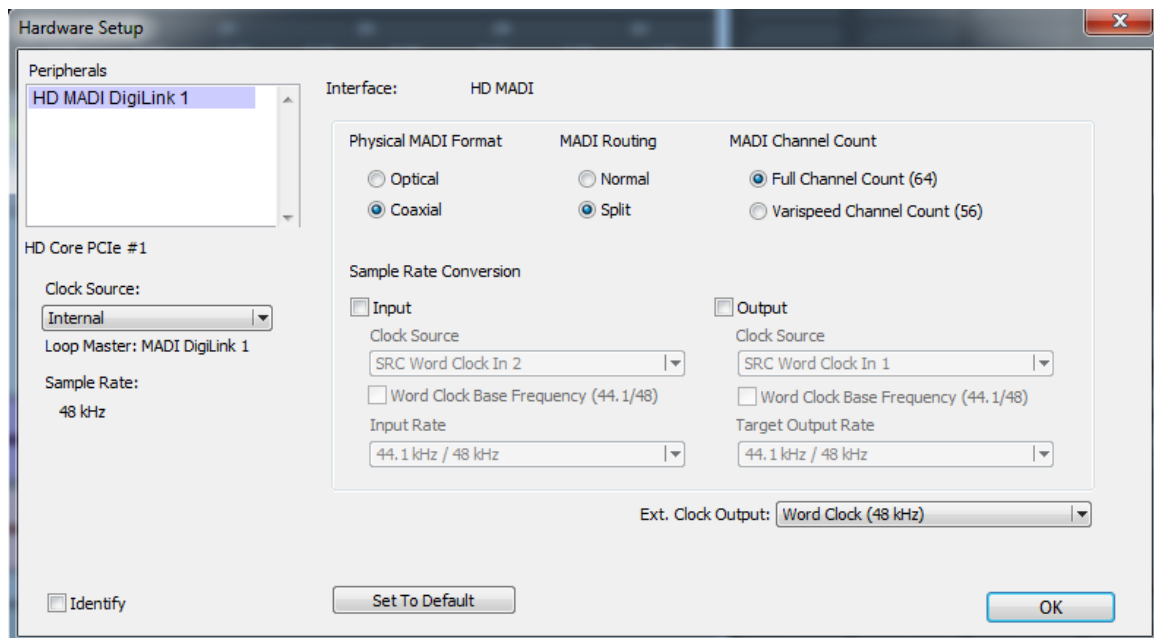 Hardware Setup
Peripherals
HD MADI DigiLink 1
HD Core PCIe #1
Clock Source:
Internal
Loop Master: MADI DigiLink 1
Sample Rate:
48 kHz
Identify
Interface: HD MADI
Physical MADI Format
Optical
Coaxial
MADI Routing
Normal
Split
MADI Channel Count
Full Channel Count (64)
Varispeed Channel Count (56)
Sample Rate Conversion
Input
Clock Source
SRC Word Clock In 2
Word Clock Base Frequency (44.1/48)
Input Rate
44.1 kHz / 48 kHz
Output
Clock Source
SRC Word Clock In 1
Word Clock Base Frequency (44.1/48)
Target Output Rate
44.1 kHz / 48 kHz
Ext. Clock Output: Word Clock (48 kHz)
Set To Default
OK